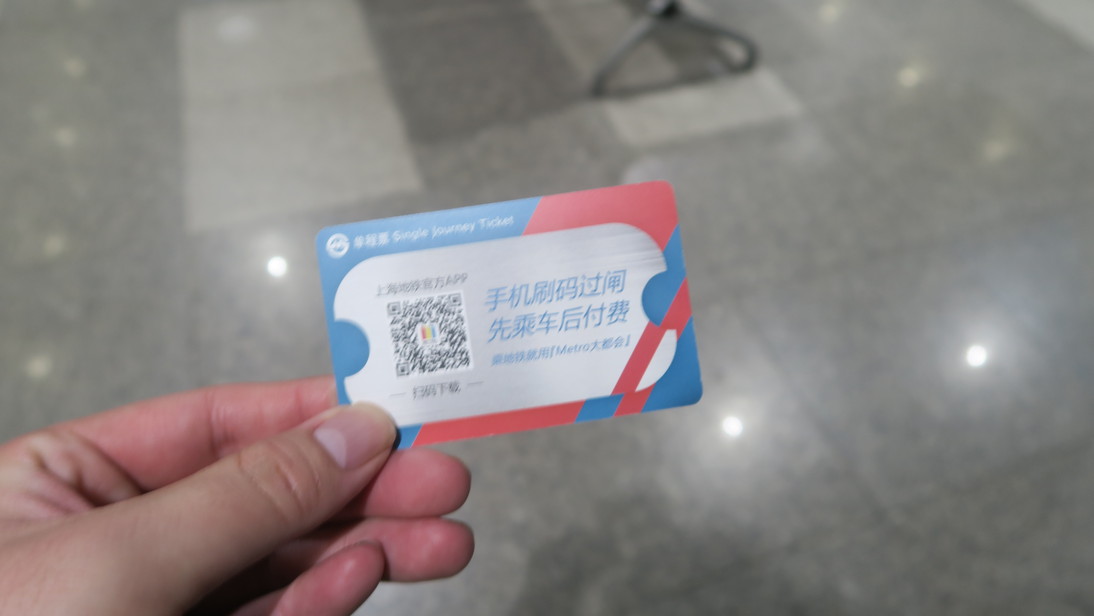 单程票 Single Journey Ticket
上海地铁官方APP
手机刷码过闸
先乘车后付费
乘地铁就用『Metro大都会』
扫码下载